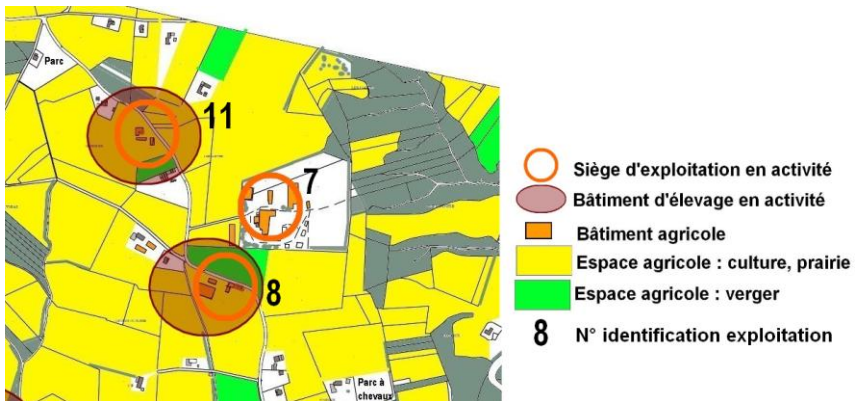 Parc
11
7
8
Parc à
chevaux
Siège d'exploitation en activité
Bâtiment d'élevage en activité
Bâtiment agricole
Espace agricole : culture, prairie
Espace agricole : verger
8 N° identification exploitation